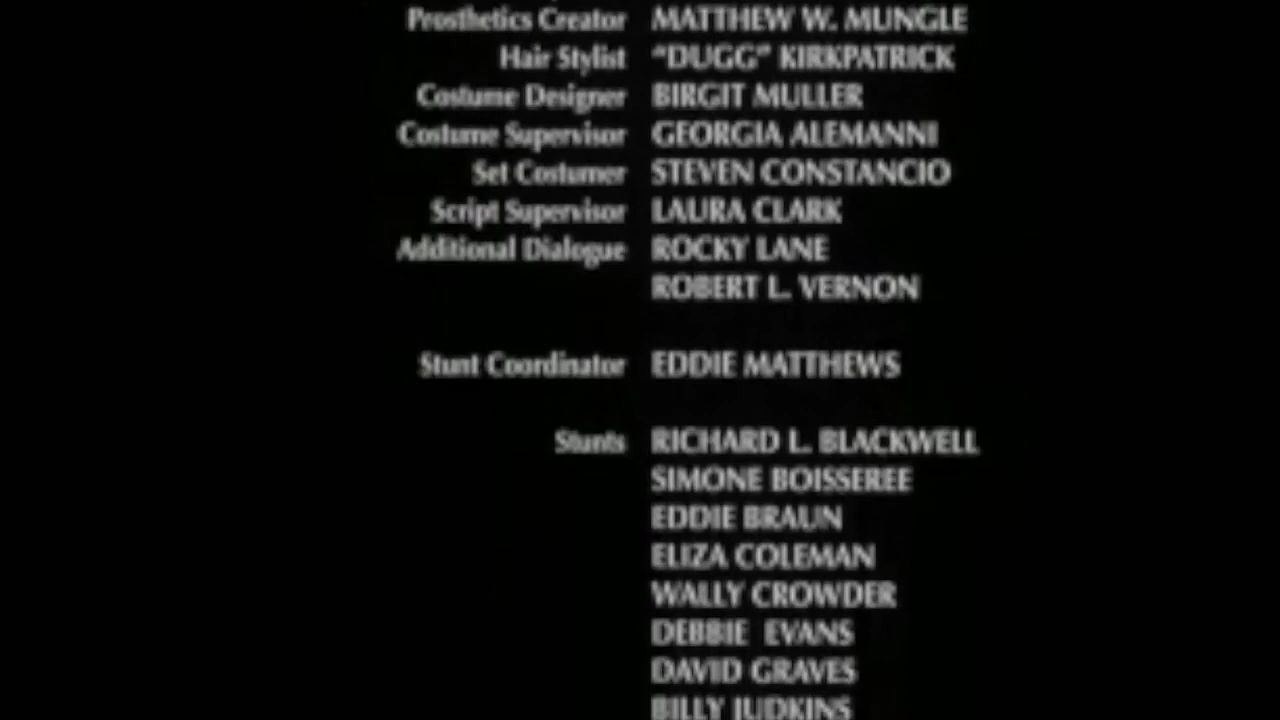 Prosthetics Creator MATTHEW W. MUNGLE
Hair Stylist “DUGG” KIRKPATRICK
Costume Designer BIRGIT MULLER
Costume Supervisor GEORGIA ALEMANNI
Set Costumer STEVEN CONSTANCIO
Script Supervisor LAURA CLARK
Additional Dialogue ROCKY LANE
ROBERT L. VERNON
Stunt Coordinator EDDIE MATTHEWS
Stunts RICHARD L. BLACKWELL
SIMONE BOISSEREE
EDDIE BRAUN
ELIZA COLEMAN
WALLY CROWDER
DEBBIE EVANS
DAVID GRAVES
BILLY JUDKINS